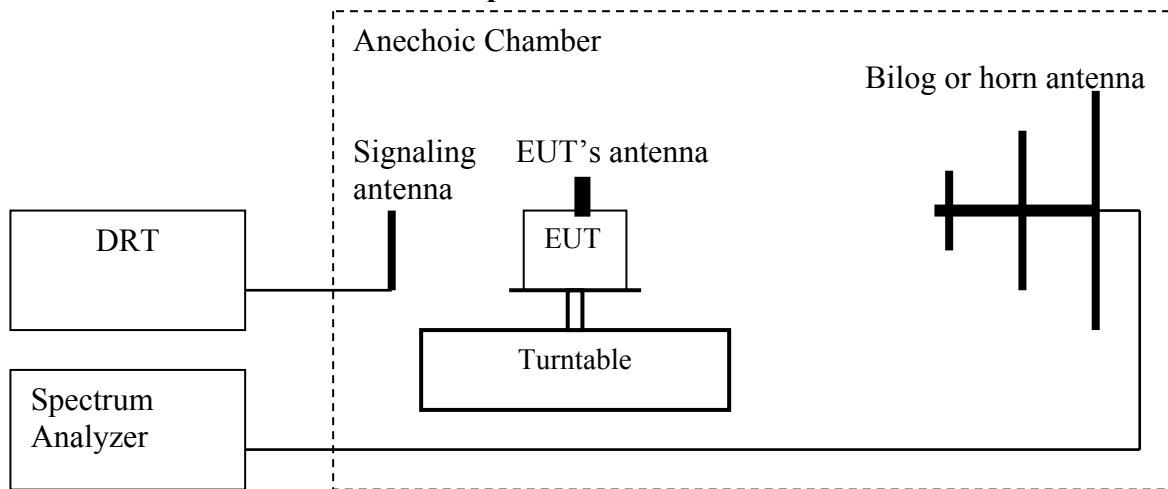 Anechoic Chamber
Bilog or horn antenna
Signaling
antenna
EUT’s antenna
DRT
EUT
Turntable
Spectrum
Analyzer